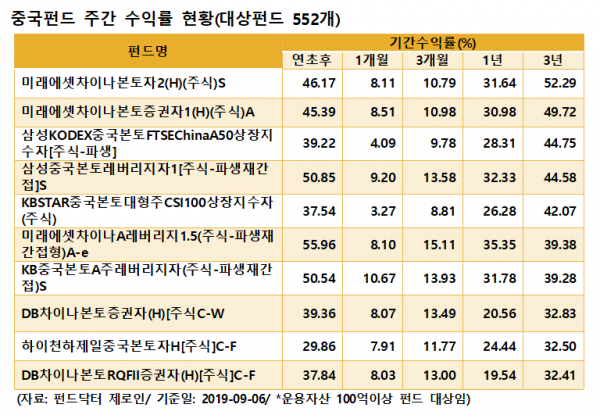 중국펀드 주간 수익률 현황(대상펀드 552개)
펀드명 기간수익률(%)
연초후 1개월 3개월 1년 3년
미래에셋차이나본토자2(H)(주식)S 46.17 8.11 10.79 31.64 52.29
미래에셋차이나본토증권자1(H)(주식)A 45.39 8.51 10.98 30.98 49.72
삼성KODEX중국본토FTSEChinaA50상장지
수자[주식-파생] 39.22 4.09 9.78 28.31 44.75
삼성중국본토레버리지자1[주식-파생재간
접]S 50.85 9.20 13.58 32.33 44.58
KBSTAR중국본토대형주CSI100상장지수자
(주식) 37.54 3.27 8.81 26.28 42.07
미래에셋차이나A레버리지1.5(주식-파생재
간접형)A-e 55.96 8.10 15.11 35.39 39.38
KB중국본토A주레버리지자(주식-파생재간
접)S 50.54 10.67 13.93 31.78 39.28
DB차이나본토증권자(H)[주식C-W 39.36 8.07 13.49 20.56 32.83
하이천하제일중국본토자H[주식]C-F 29.86 7.91 11.77 24.44 32.50
DB차이나본토RQFII증권자(H)[주식]C-F 37.84 8.03 13.00 19.54 32.41
(자료: 펀드닥터 제로인/ 기준일: 2019-09-06/ *운용자산 100억이상 펀드 대상임)